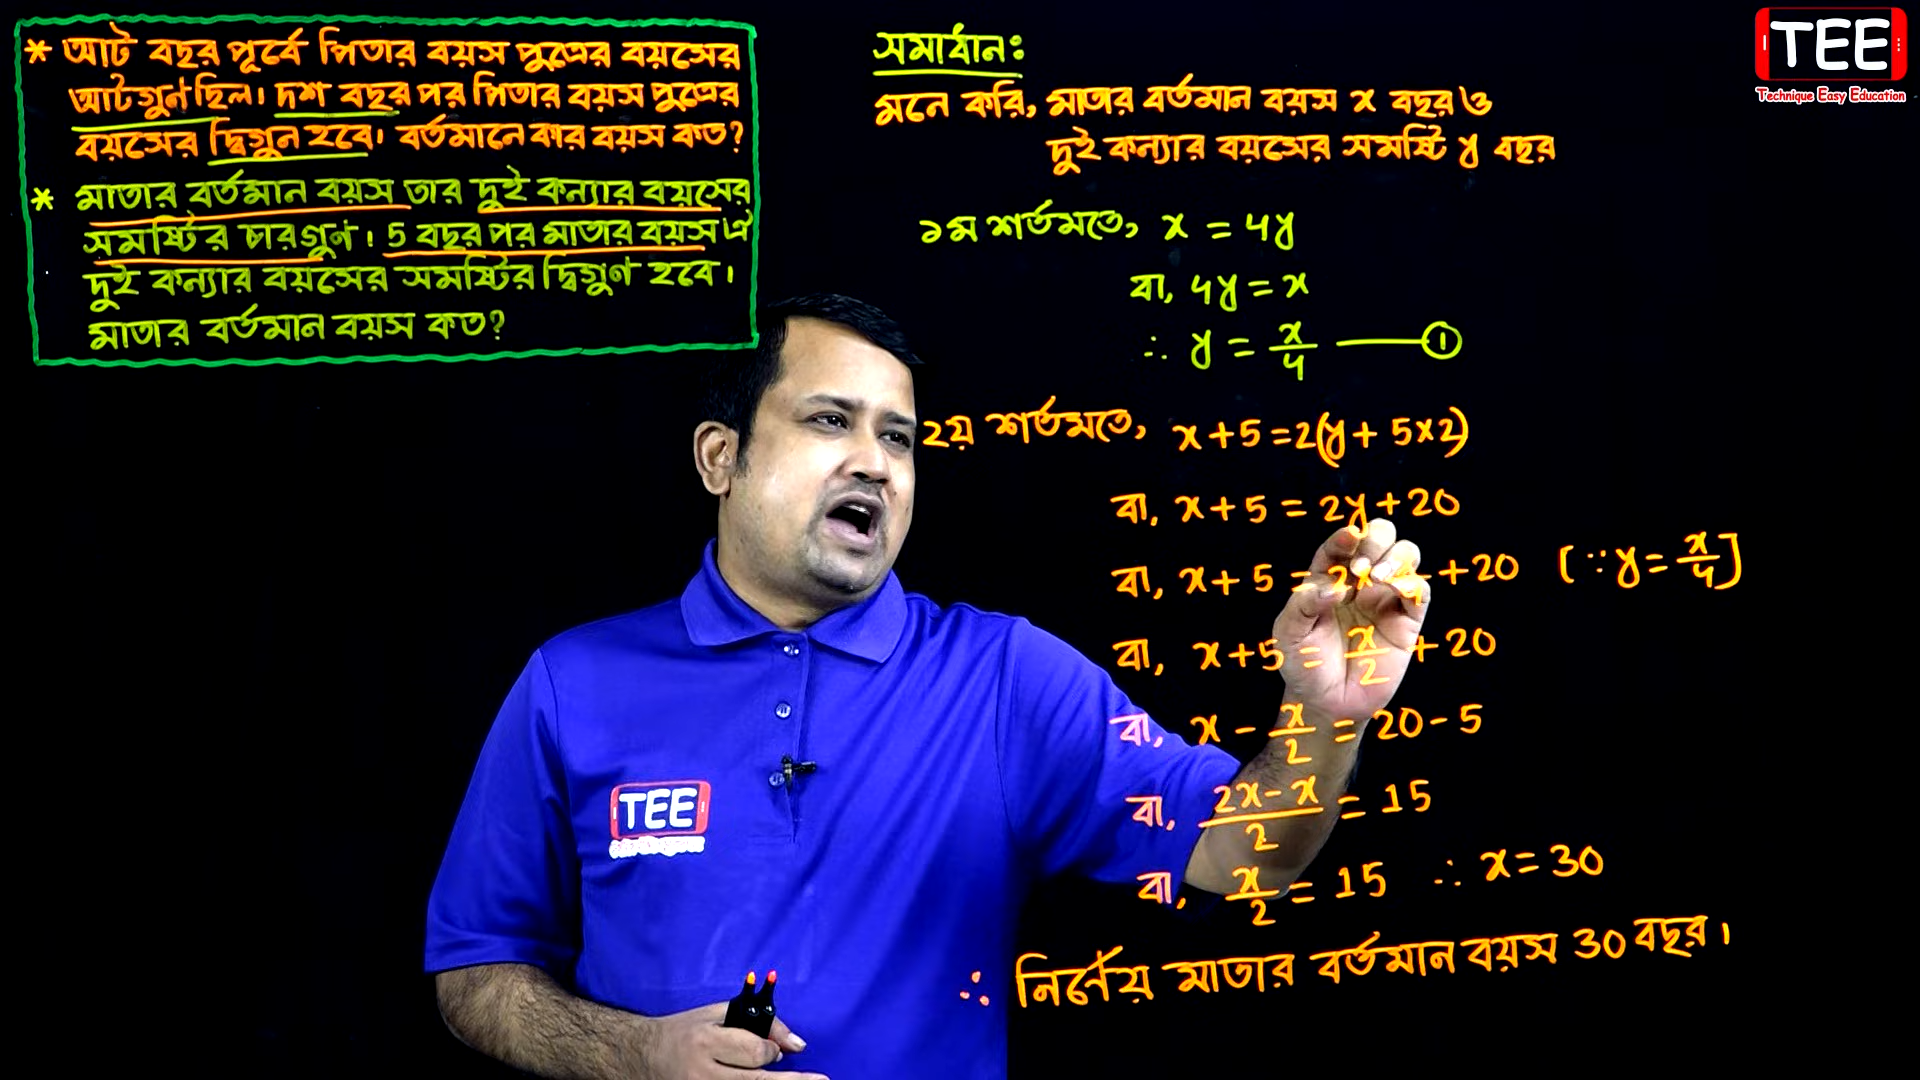 * আট বছর পূর্বে পিতার বয়স পুত্রের বয়সের
আটগুণ ছিল। দশ বছর পর পিতার বয়স পুত্রের
বয়সের দ্বিগুন হবে। বর্তমানে কার বয়স কত?
* মাতার বর্তমান বয়স তার দুই কন্যার বয়সের
সমষ্টির চারগুণ। 5 বছর পর মাতার বয়স ঐ
দুই কন্যার বয়সের সমষ্টির দ্বিগুণ হবে।
মাতার বর্তমান বয়স কত?
সমাধানঃ
মনে করি, মাতার বর্তমান বয়স x বছর ও
দুই কন্যার বয়সের সমষ্টি y বছর
১ম শর্তমতে, x = 4y
বা, 4y = x
∴ y = x/4 —— ①
২য় শর্তমতে, x + 5 = 2(y + 5×2)
বা, x + 5 = 2y + 20
বা, x + 5 = 2× x/4 + 20 [∵ y = x/4]
বা, x + 5 = x/2 + 20
বা, x - x/2 = 20 - 5
বা, (2x - x)/2 = 15
বা, x/2 = 15 ∴ x = 30
∴ নির্ণেয় মাতার বর্তমান বয়স 30 বছর।
TEE
Technique Easy Education
TEE